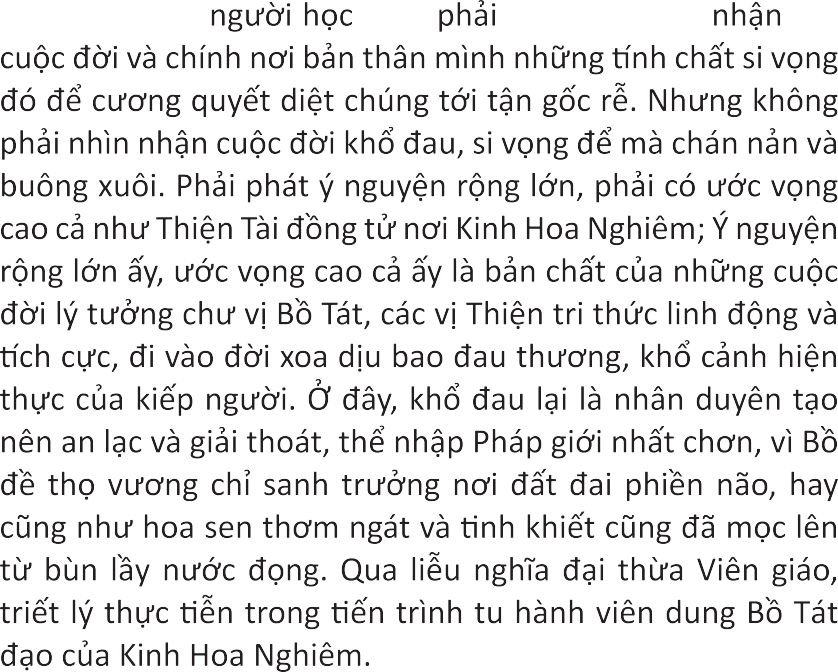 người học phải nhận
cuộc đời và chính nơi bản thân mình những tính chất si vọng
đó để cương quyết diệt chúng tới tận gốc rễ. Nhưng không
phải nhìn nhận cuộc đời khổ đau, si vọng để mà chán nản và
buông xuôi. Phải phát ý nguyện rộng lớn, phải có ước vọng
cao cả như Thiện Tài đồng tử nơi Kinh Hoa Nghiêm; Ý nguyện
rộng lớn ấy, ước vọng cao cả ấy là bản chất của những cuộc
đời lý tưởng chư vị Bồ Tát, các vị Thiện tri thức linh động và
tích cực, đi vào đời xoa dịu bao đau thương, khổ cảnh hiện
thực của kiếp người. Ở đây, khổ đau lại là nhân duyên tạo
nên an lạc và giải thoát, thể nhập Pháp giới nhất chơn, vì Bồ
đề thọ vương chỉ sanh trưởng nơi đất đai phiền não, hay
cũng như hoa sen thơm ngát và tinh khiết cũng đã mọc lên
từ bùn lầy nước đọng. Qua liễu nghĩa đại thừa Viên giáo,
triết lý thực tiễn trong tiến trình tu hành viên dung Bồ Tát
đạo của Kinh Hoa Nghiêm.